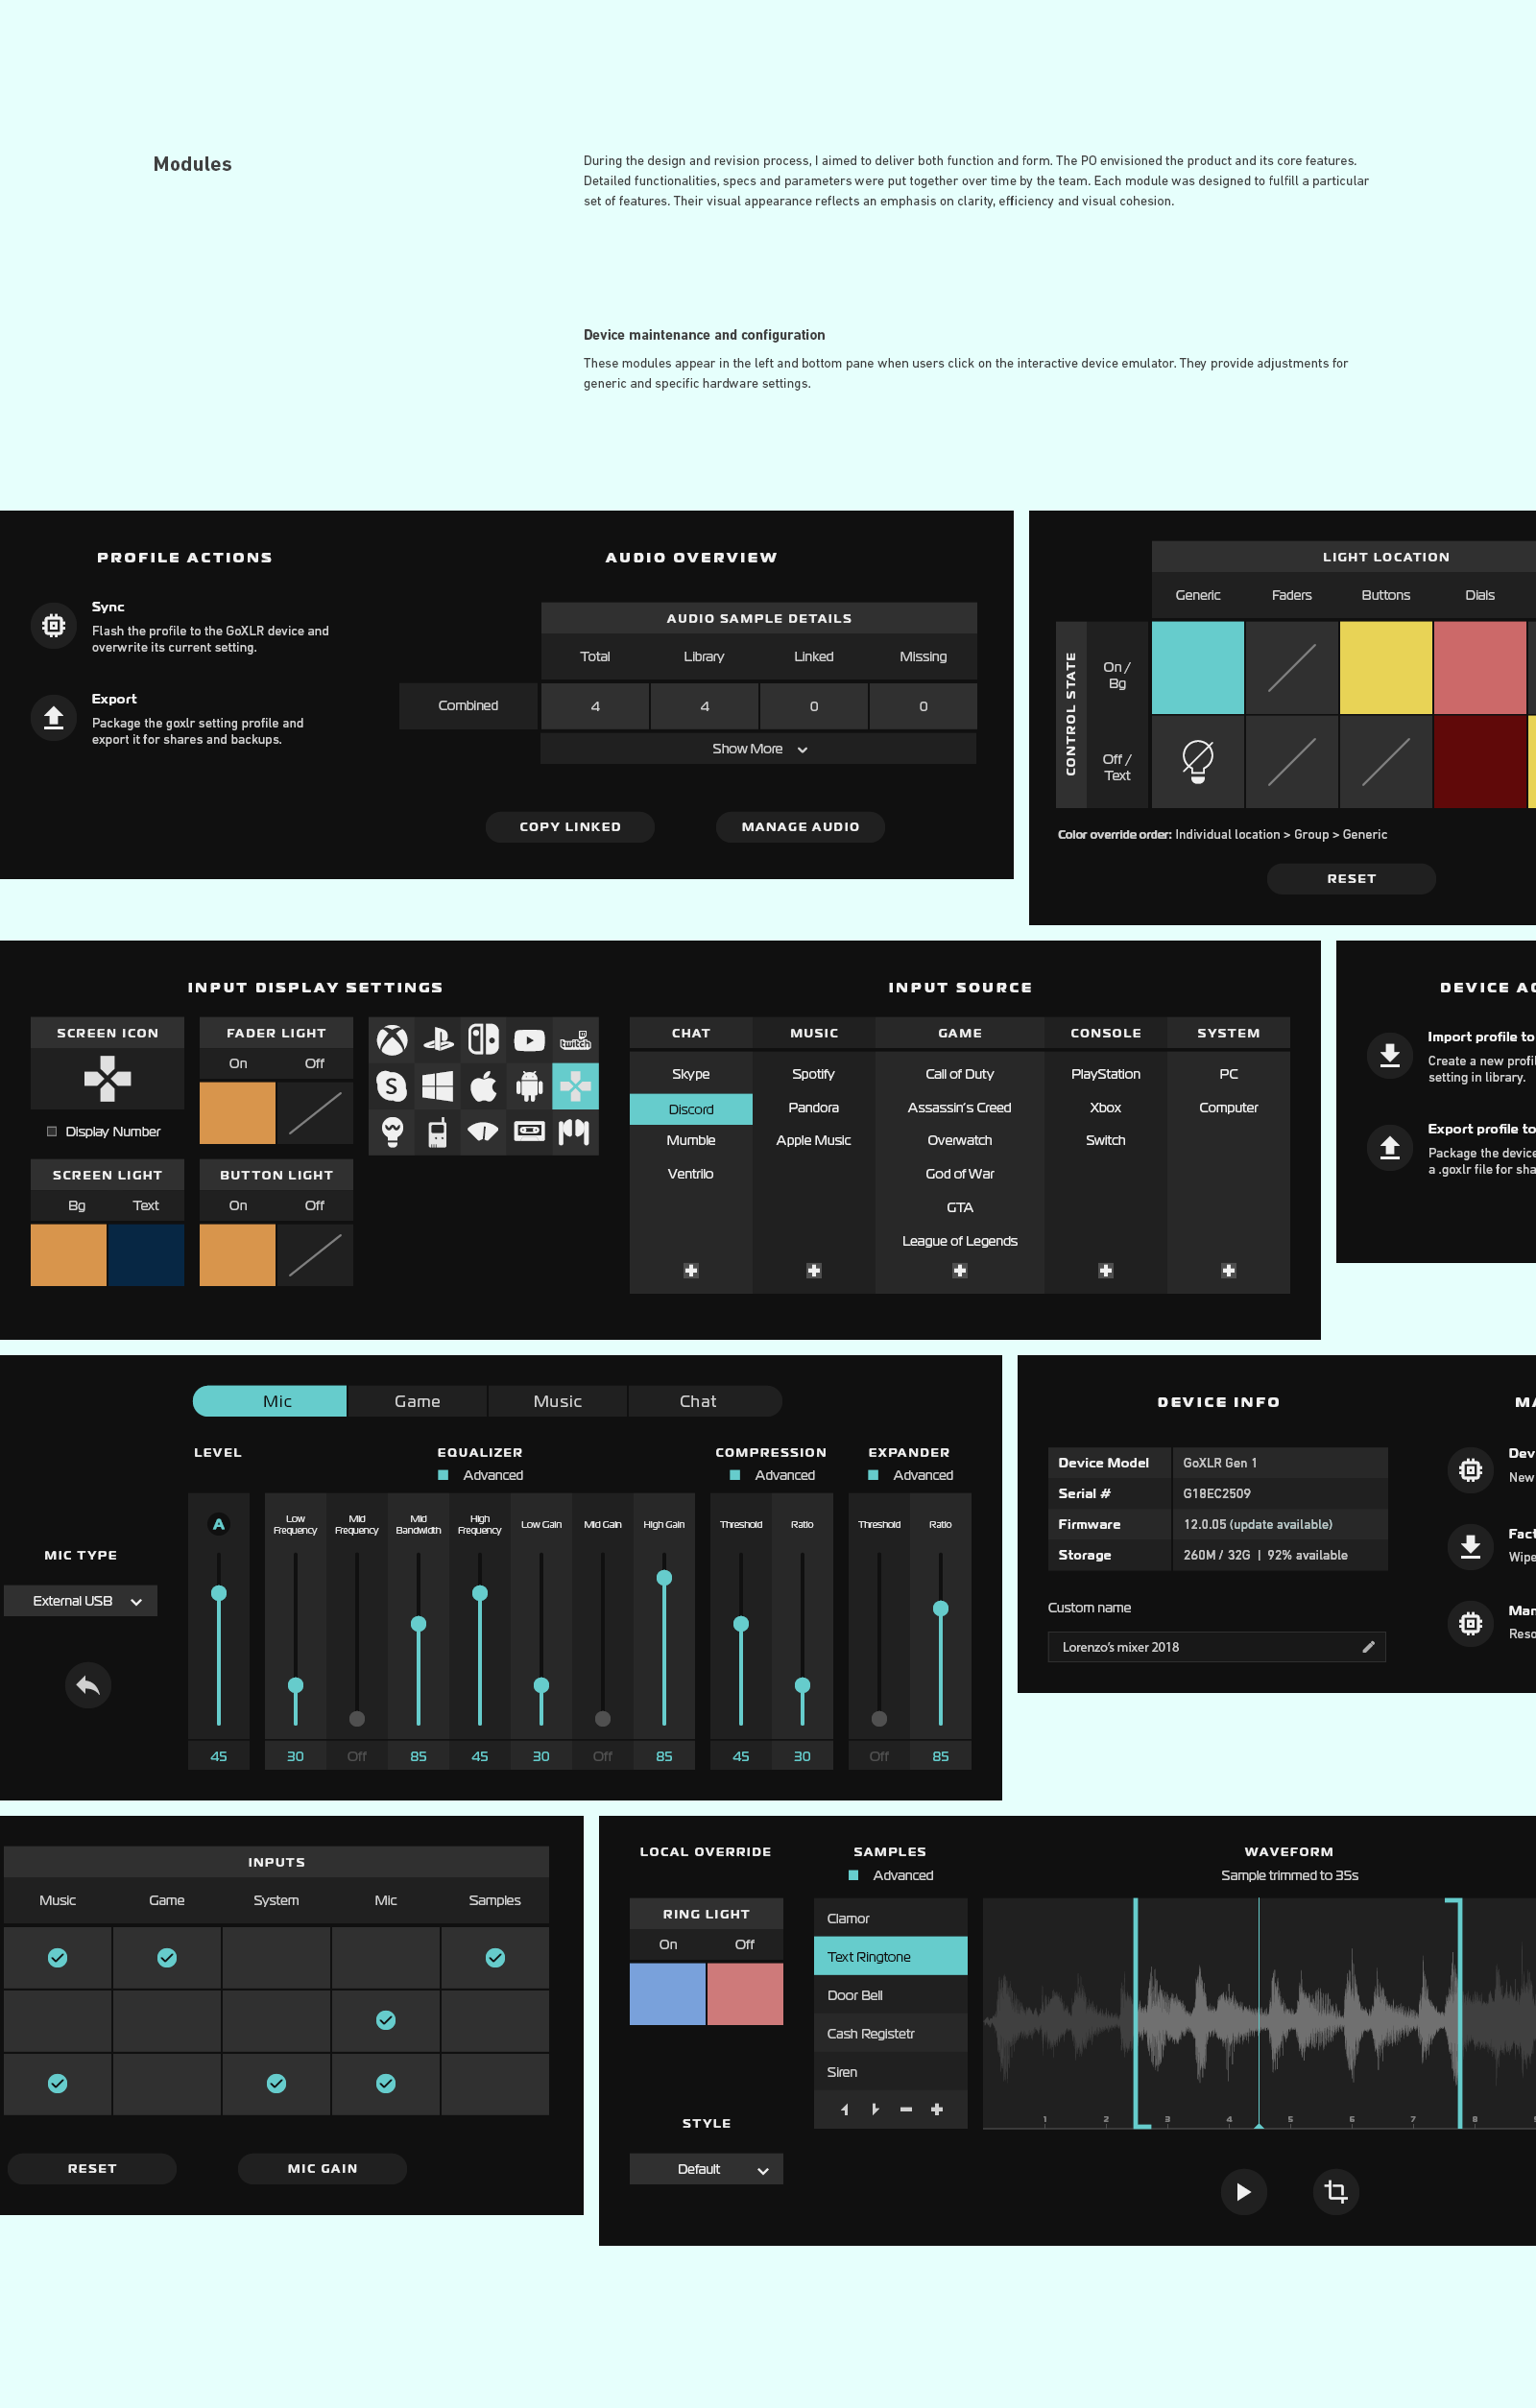 Modules
During the design and revision process, I aimed to deliver both function and form. The PO envisioned the product and its core features.
Detailed functionalites, specs and parameters were put together over time by the team. Each module was designed to fulfill a particular
set of features. Their visual appearance reflects an emphasis on clarity, efficiency and visual cohesion.
Device maintenance and configuration
These modules appear in the left and bottom pane when users click on the interactive device emulator. They provide adjustments for
generic and specific hardware settings.
PROFILE ACTIONS
Sync
Flash the profile to the GoXLR device and
overwrite its current setting.
Export
Package the goxlr setting profile and
export it for shares and backups.
AUDIO OVERVIEW
AUDIO SAMPLE DETAILS
Total Library Linked Missing
Combined 4 4 0 0
Show More
COPY LINKED MANAGE AUDIO
LIGHT LOCATION
Generic Faders Buttons Dials
CONTROL STATE
On /
Bg
Off /
Text
Color override order: Individual location > Group > Generic
RESET
INPUT DISPLAY SETTINGS
SCREEN ICON
Display Number
FADER LIGHT
On Off
SCREEN LIGHT
Bg Text
BUTTON LIGHT
On Off
twitch
INPUT SOURCE
CHAT MUSIC GAME CONSOLE SYSTEM
Skype Spotify Call of Duty PlayStation PC
Discord Pandora Assassin's Creed Xbox Computer
Mumble Apple Music Overwatch Switch
Ventrilo God of War
GTA
League of Legends
DEVICE AC
Import profile to
Create a new profil
setting in library.
Export profile to
Package the device
a .goxlr file for sha
Mic Game Music Chat
MIC TYPE
External USB
LEVEL
A
45
EQUALIZER
Advanced
Low
Frequency
Mid
Frequency
Mid
Bandwidth
High
Frequency
Low Gain
Mid Gain
High Gain
30 Off 85 45 30 Off 85
COMPRESSION
Advanced
Threshold Ratio
45 30
EXPANDER
Advanced
Threshold Ratio
Off 85
DEVICE INFO
Device Model GoXLR Gen 1
Serial # G18EC2509
Firmware 12.0.05 (update available)
Storage 260M / 32G | 92% available
Custom name
Lorenzo's mixer 2018
MA
Dev
New
Fact
Wipe
Man
Reso
INPUTS
Music Game System Mic Samples
RESET MIC GAIN
LOCAL OVERRIDE
RING LIGHT
On Off
STYLE
Default
SAMPLES
Advanced
Clamor
Text Ringtone
Door Bell
Cash Registetr
Siren
WAVEFORM
Sample trimmed to 35s
1 2 3 4 5 6 7 8